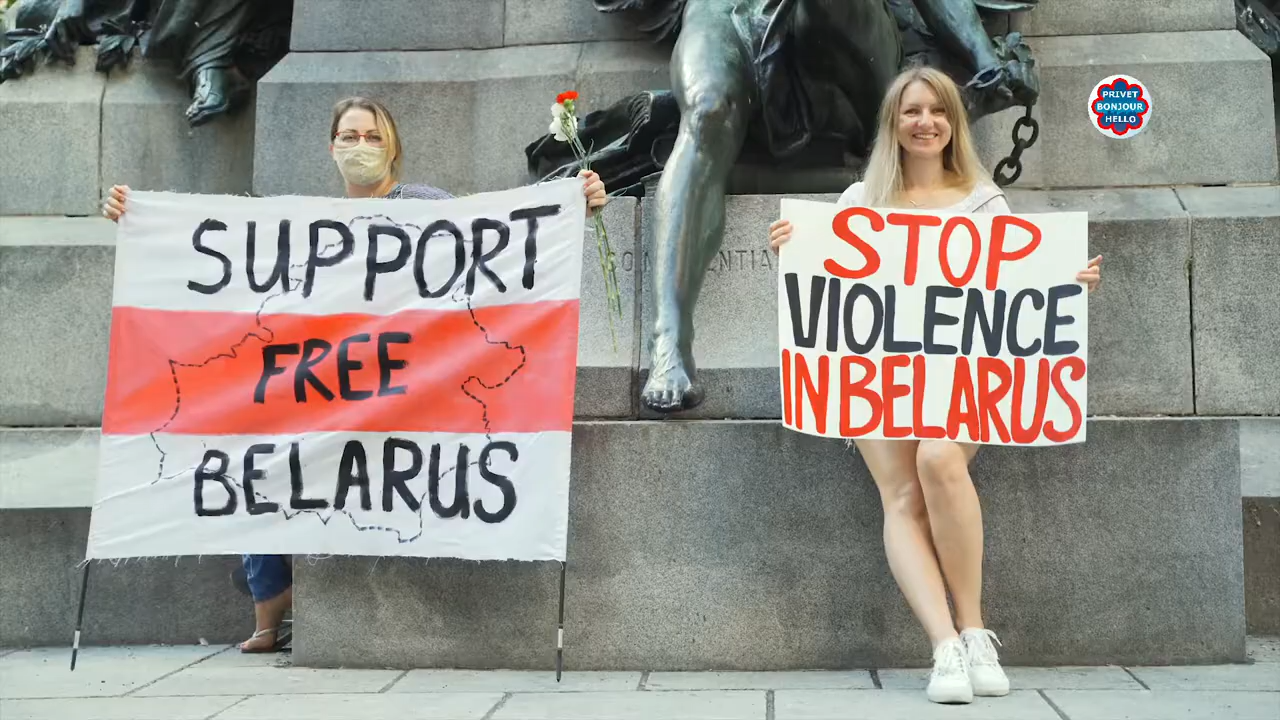 SUPPORT
FREE
BELARUS
STOP
VIOLENCE
IN BELARUS
PRIVET
BONJOUR
HELLO